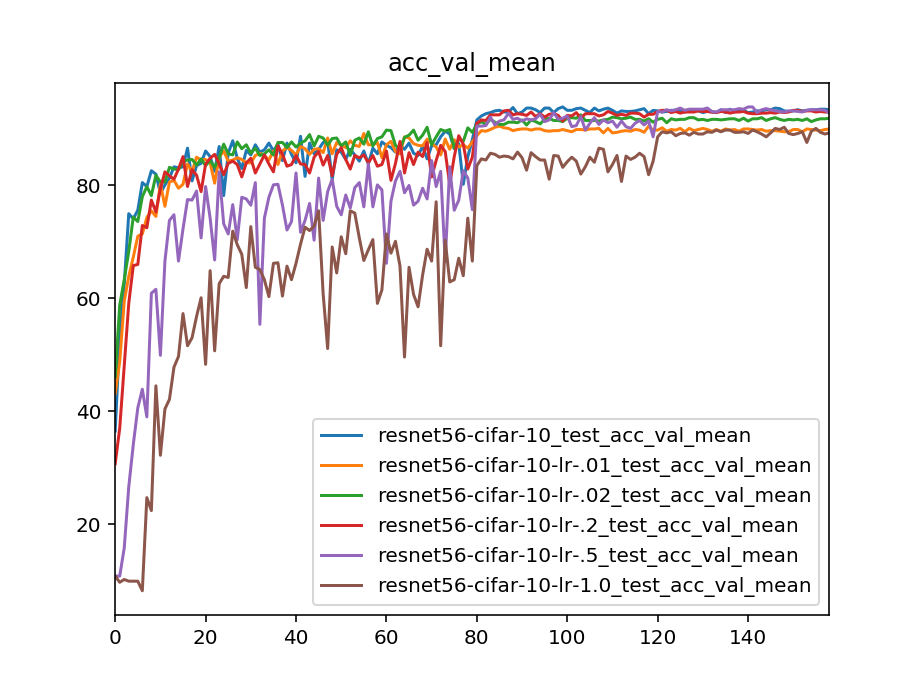 acc_val_mean
80
60
40
20
resnet56-cifar-10_test_acc_val_mean
resnet56-cifar-10-lr-.01_test_acc_val_mean
resnet56-cifar-10-lr-.02_test_acc_val_mean
resnet56-cifar-10-lr-.2_test_acc_val_mean
resnet56-cifar-10-lr-.5_test_acc_val_mean
resnet56-cifar-10-lr-1.0_test_acc_val_mean
0 20 40 60 80 100 120 140